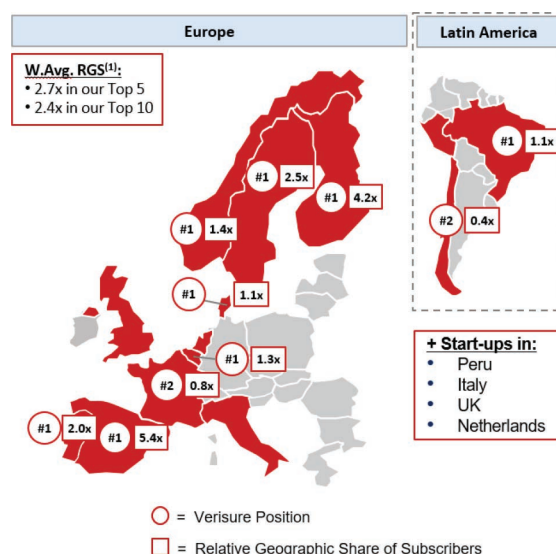 Europe
Latin America
W.Avg. RGS(1):
• 2.7x in our Top 5
• 2.4x in our Top 10
#1 1.1x
#1 2.5x
#1 4.2x
#2 0.4x
#1 1.4x
#1 1.1x
#1 1.3x
#2 0.8x
#1 2.0x
#1 5.4x
+ Start-ups in:
• Peru
• Italy
• UK
• Netherlands
= Verisure Position
= Relative Geographic Share of Subscribers